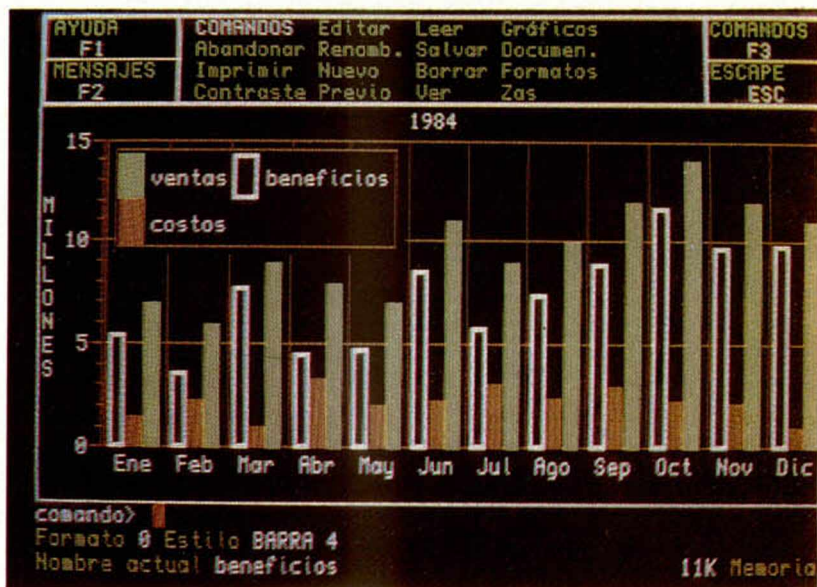 AYUDA
F1
MENSAJES
F2
COMANDOS Editar Leer Gráficos
Abandonar Renomb. Salvar Documen.
Imprimir Nuevo Borrar Formatos
Contraste Previo Ver Zas
COMANDOS
F3
ESCAPE
ESC
1984
ventas beneficios
costos
MILLONES
15
10
5
0
Ene Feb Mar Abr May Jun Jul Ago Sep Oct Nov Dic
comando>
Formato 0 Estilo BARRA 4
Nombre actual beneficios
11K Memoria